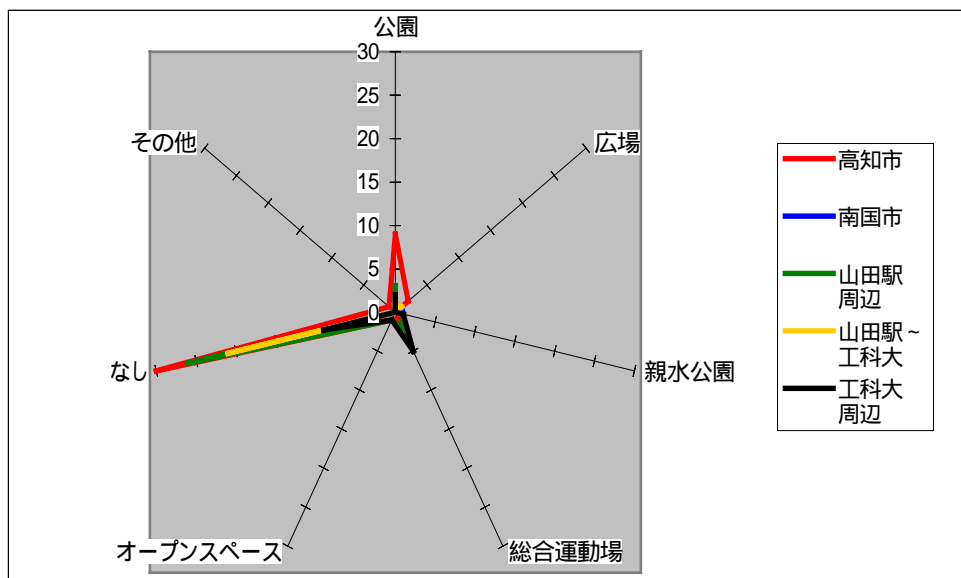 公園
30
25
20
15
10
5
0
その他
広場
なし
親水公園
オープンスペース
総合運動場
高知市
南国市
山田駅
周辺
山田駅~
工科大
工科大
周辺